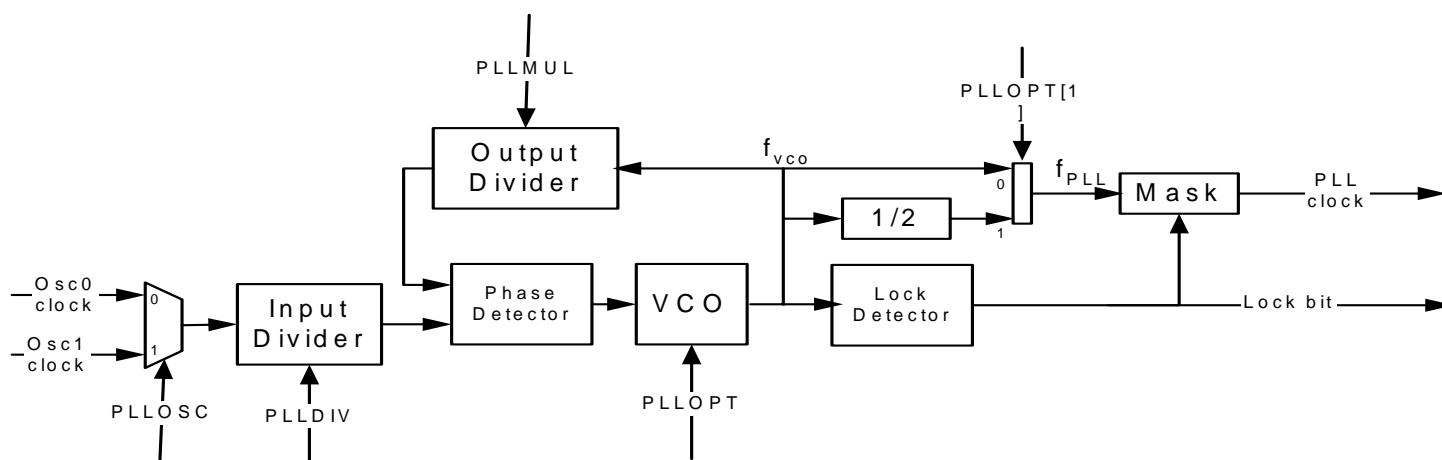 PLLMUL
PLLOPT[1
]
Output
Divider
fvco
0
fPLL
Mask
PLL
clock
1/2
1
Osc0
clock
0
Input
Divider
Phase
Detector
VCO
Lock
Detector
Lock bit
Osc1
clock
1
PLLOSC
PLLDIV
PLLOPT